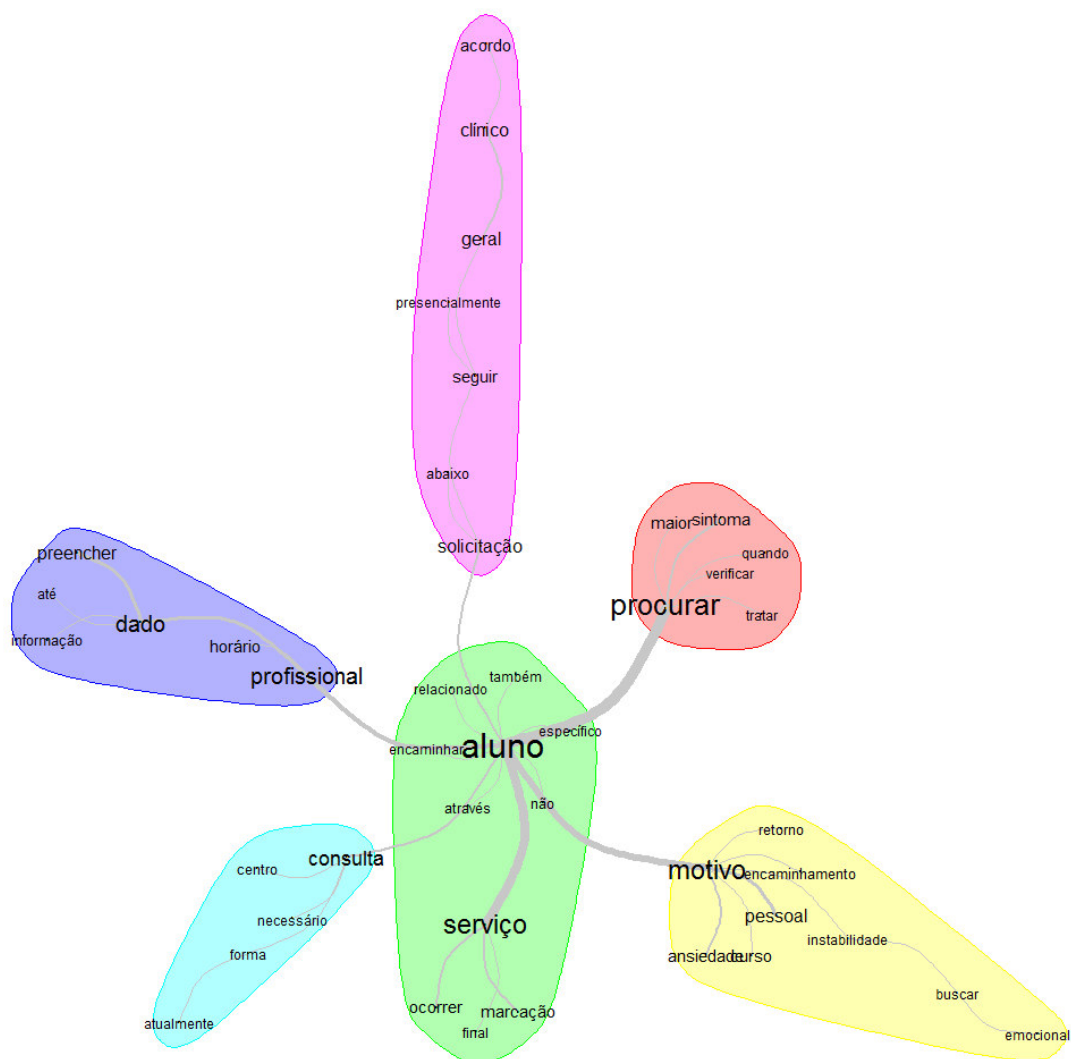 acordo
clínico
geral
presencialmente
seguir
abaixo
solicitação
maior
sintoma
quando
verificar
procurar
tratar
preencher
até
dado
informação
horário
profissional
também
relacionado
específico
aluno
encaminhar
através
não
serviço
ocorrer
marcação
final
consulta
centro
necessário
forma
atualmente
retorno
motivo
encaminhamento
pessoal
instabilidade
ansiedade
curso
buscar
emocional